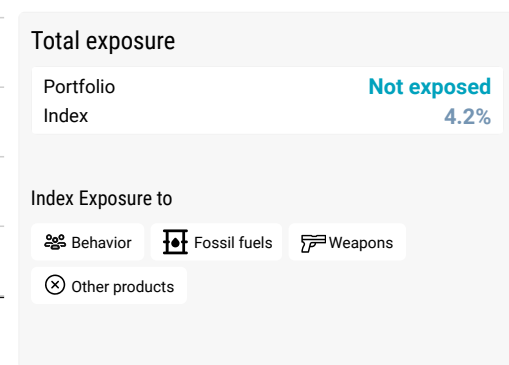 Total exposure
Portfolio Not exposed
Index 4.2%
Index Exposure to
Behavior Fossil fuels Weapons
Other products